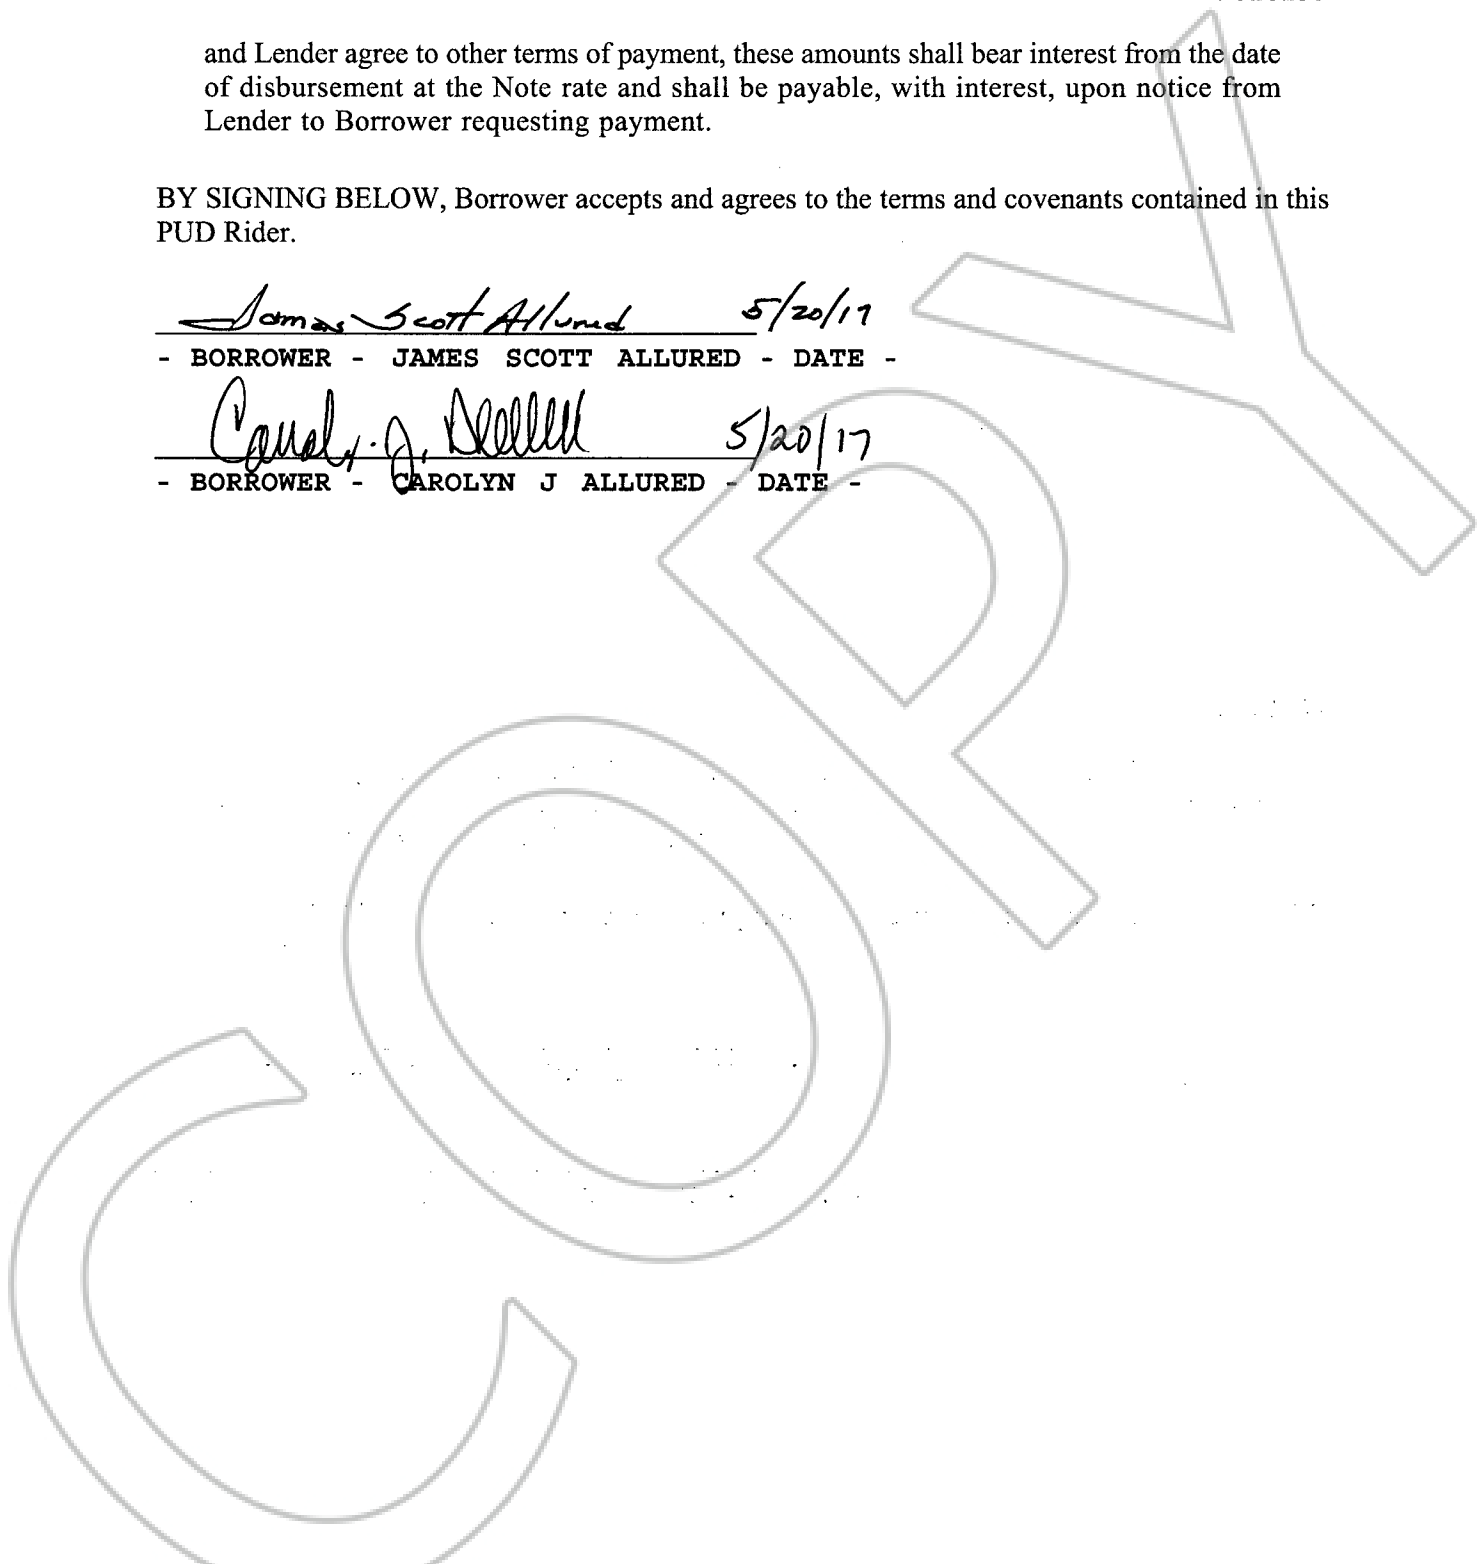 and Lender agree to other terms of payment, these amounts shall bear interest from the date
of disbursement at the Note rate and shall be payable, with interest, upon notice from
Lender to Borrower requesting payment.
BY SIGNING BELOW, Borrower accepts and agrees to the terms and covenants contained in this
PUD Rider.
James Scott Allured 5/20/17
- BORROWER - JAMES SCOTT ALLURED - DATE -
Carolyn J. 5/20/17
- BORROWER - CAROLYN J ALLURED - DATE -
COPY